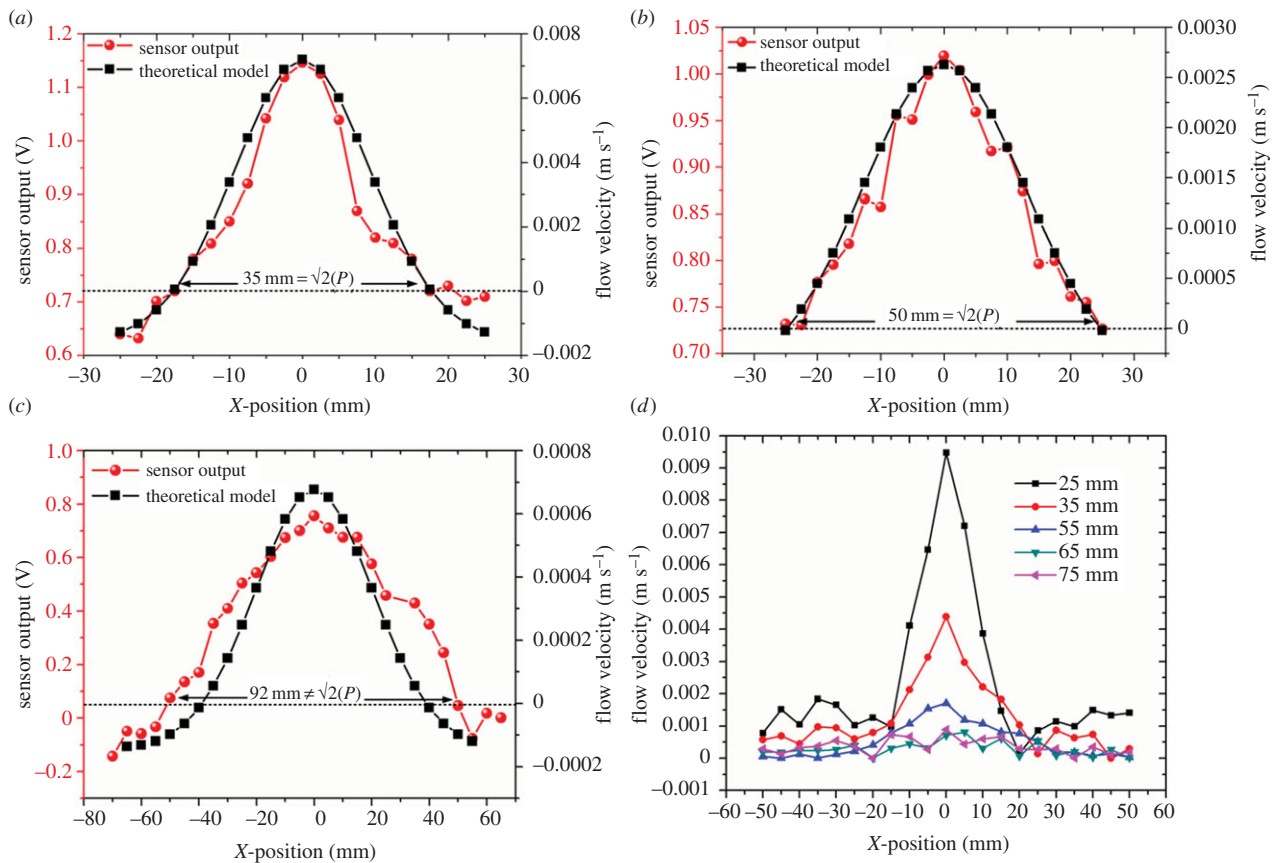 (a)
sensor output
theoretical model
1.2
1.1
1.0
0.9
0.8
0.7
0.6
sensor output (V)
0.008
0.006
0.004
0.002
0
–0.002
flow velocity (m s⁻¹)
35 mm = √2(P)
–30 –20 –10 0 10 20 30
X-position (mm)
(b)
sensor output
theoretical model
1.05
1.00
0.95
0.90
0.85
0.80
0.75
0.70
sensor output (V)
0.0030
0.0025
0.0020
0.0015
0.0010
0.0005
0
flow velocity (m s⁻¹)
50 mm = √2(P)
–30 –20 –10 0 10 20 30
X-position (mm)
(c)
sensor output
theoretical model
1.0
0.8
0.6
0.4
0.2
0
–0.2
sensor output (V)
0.0008
0.0006
0.0004
0.0002
0
–0.0002
flow velocity (m s⁻¹)
92 mm ≠ √2(P)
–80 –60 –40 –20 0 20 40 60
X-position (mm)
(d)
0.010
0.009
0.008
0.007
0.006
0.005
0.004
0.003
0.002
0.001
0
–0.001
flow velocity (m s⁻¹)
25 mm
35 mm
55 mm
65 mm
75 mm
–60 –50 –40 –30 –20 –10 0 10 20 30 40 50 60
X-position (mm)